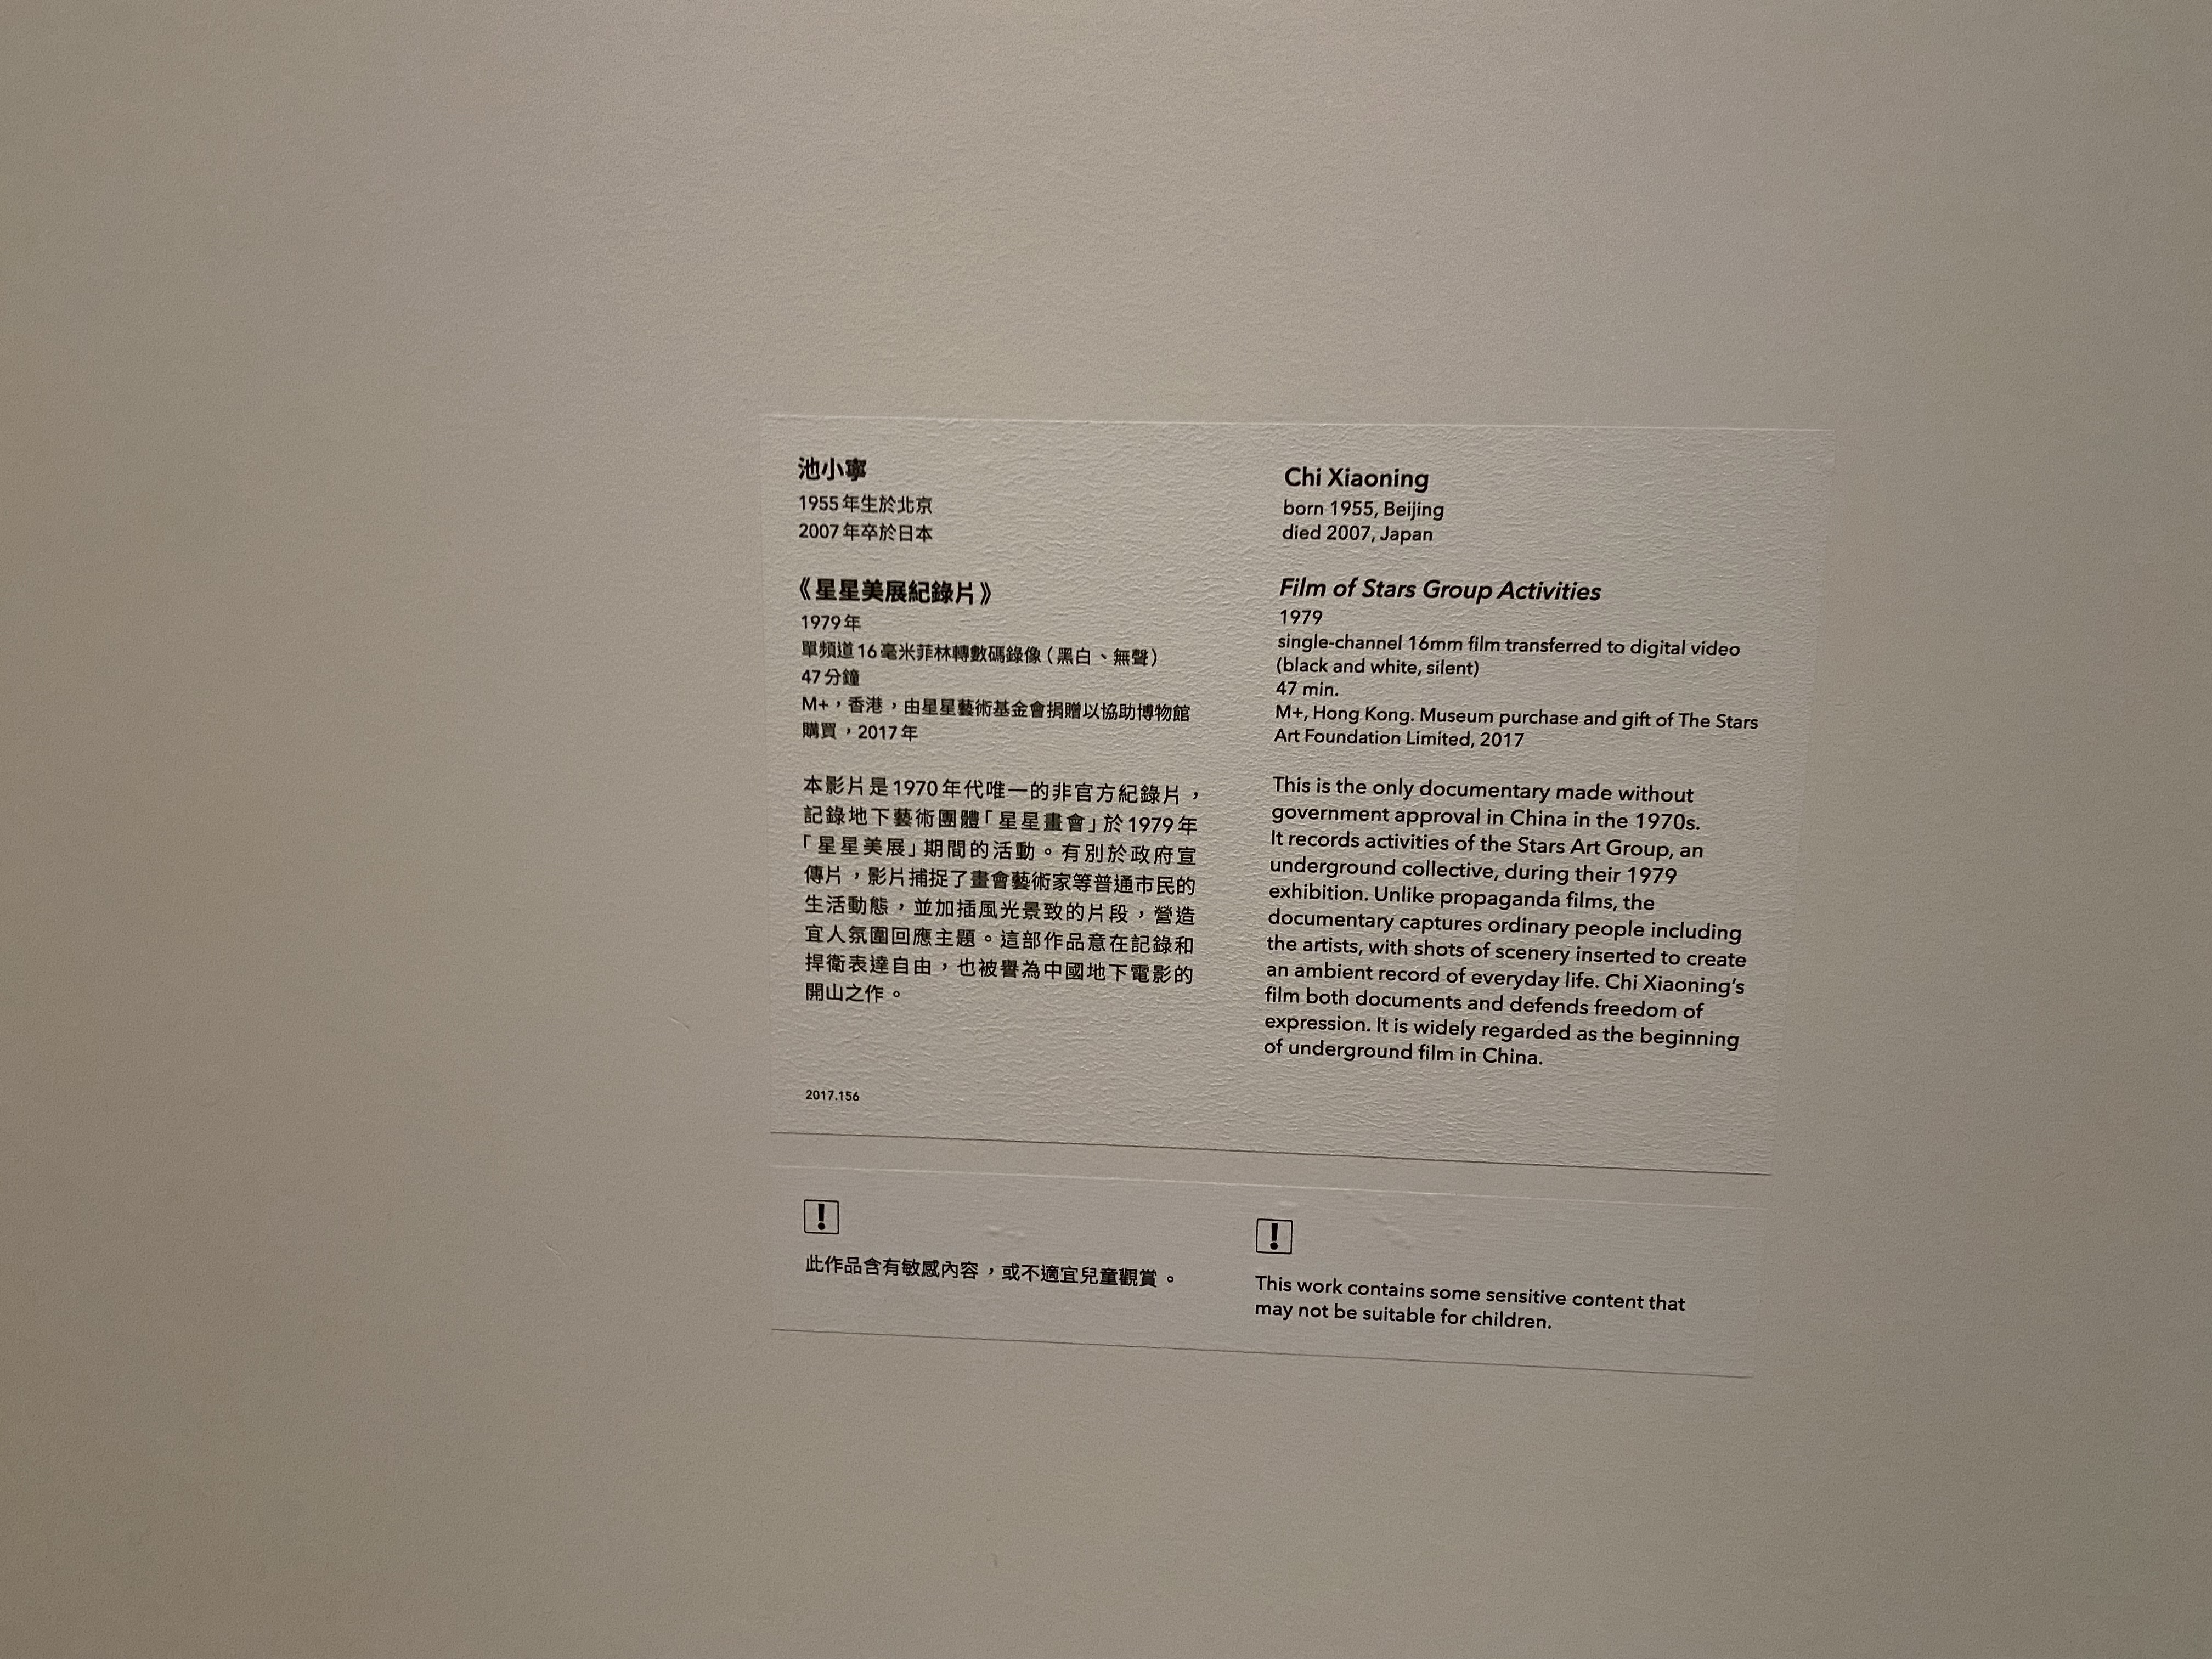 池小寧
1955年生於北京
2007年卒於日本
《星星美展紀錄片》
1979年
單頻道16毫米菲林轉數碼錄像（黑白、無聲）
47分鐘
M+，香港，由星星藝術基金會捐贈以協助博物館
購買，2017年
本影片是1970年代唯一的非官方紀錄片，
記錄地下藝術團體「星星畫會」於1979年
「星星美展」期間的活動。有別於政府宣
傳片，影片捕捉了畫會藝術家等普通市民的
生活動態，並加插風光景致的片段，營造
宜人氛圍回應主題。這部作品意在記錄和
捍衛表達自由，也被譽為中國地下電影的
開山之作。
2017.156
Chi Xiaoning
born 1955, Beijing
died 2007, Japan
Film of Stars Group Activities
1979
single-channel 16mm film transferred to digital video
(black and white, silent)
47 min.
M+, Hong Kong. Museum purchase and gift of The Stars
Art Foundation Limited, 2017
This is the only documentary made without
government approval in China in the 1970s.
It records activities of the Stars Art Group, an
underground collective, during their 1979
exhibition. Unlike propaganda films, the
documentary captures ordinary people including
the artists, with shots of scenery inserted to create
an ambient record of everyday life. Chi Xiaoning's
film both documents and defends freedom of
expression. It is widely regarded as the beginning
of underground film in China.
!
此作品含有敏感內容，或不適宜兒童觀賞。
!
This work contains some sensitive content that
may not be suitable for children.